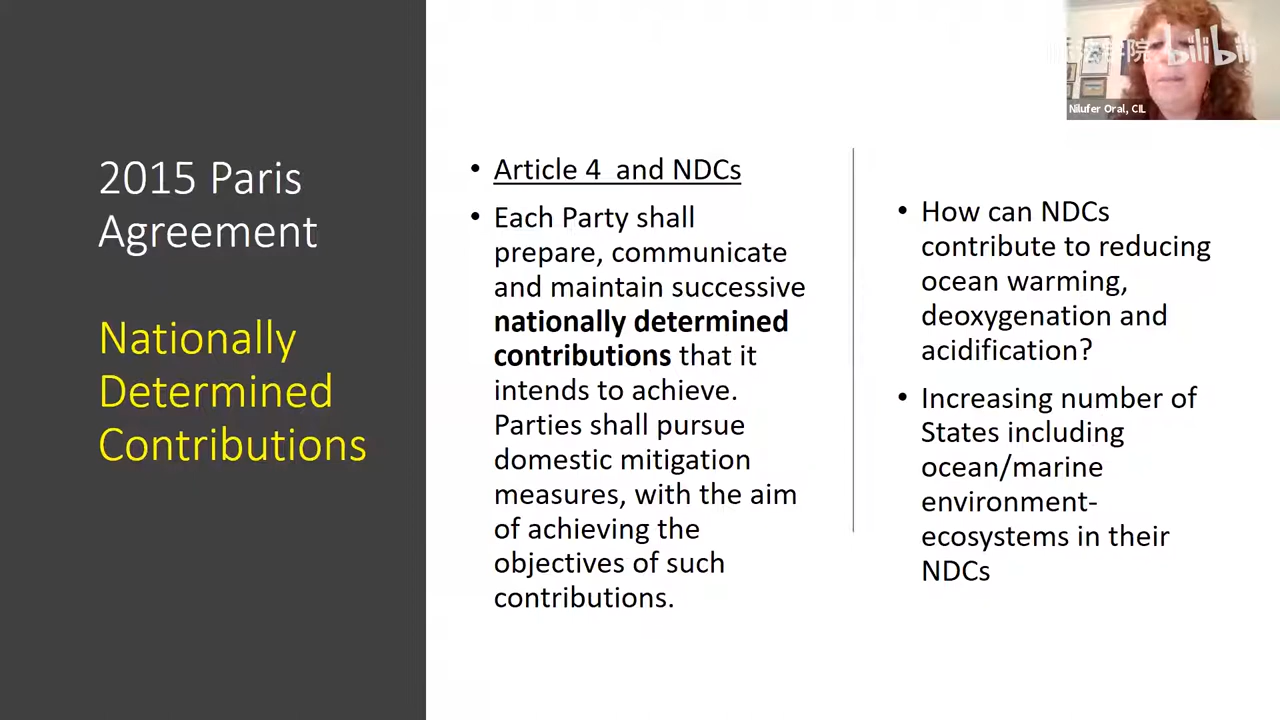 2015 Paris
Agreement
Nationally
Determined
Contributions
• Article 4 and NDCs
• Each Party shall
prepare, communicate
and maintain successive
nationally determined
contributions that it
intends to achieve.
Parties shall pursue
domestic mitigation
measures, with the aim
of achieving the
objectives of such
contributions.
• How can NDCs
contribute to reducing
ocean warming,
deoxygenation and
acidification?
• Increasing number of
States including
ocean/marine
environment-
ecosystems in their
NDCs
bilibili
Nilufer Oral, CIL